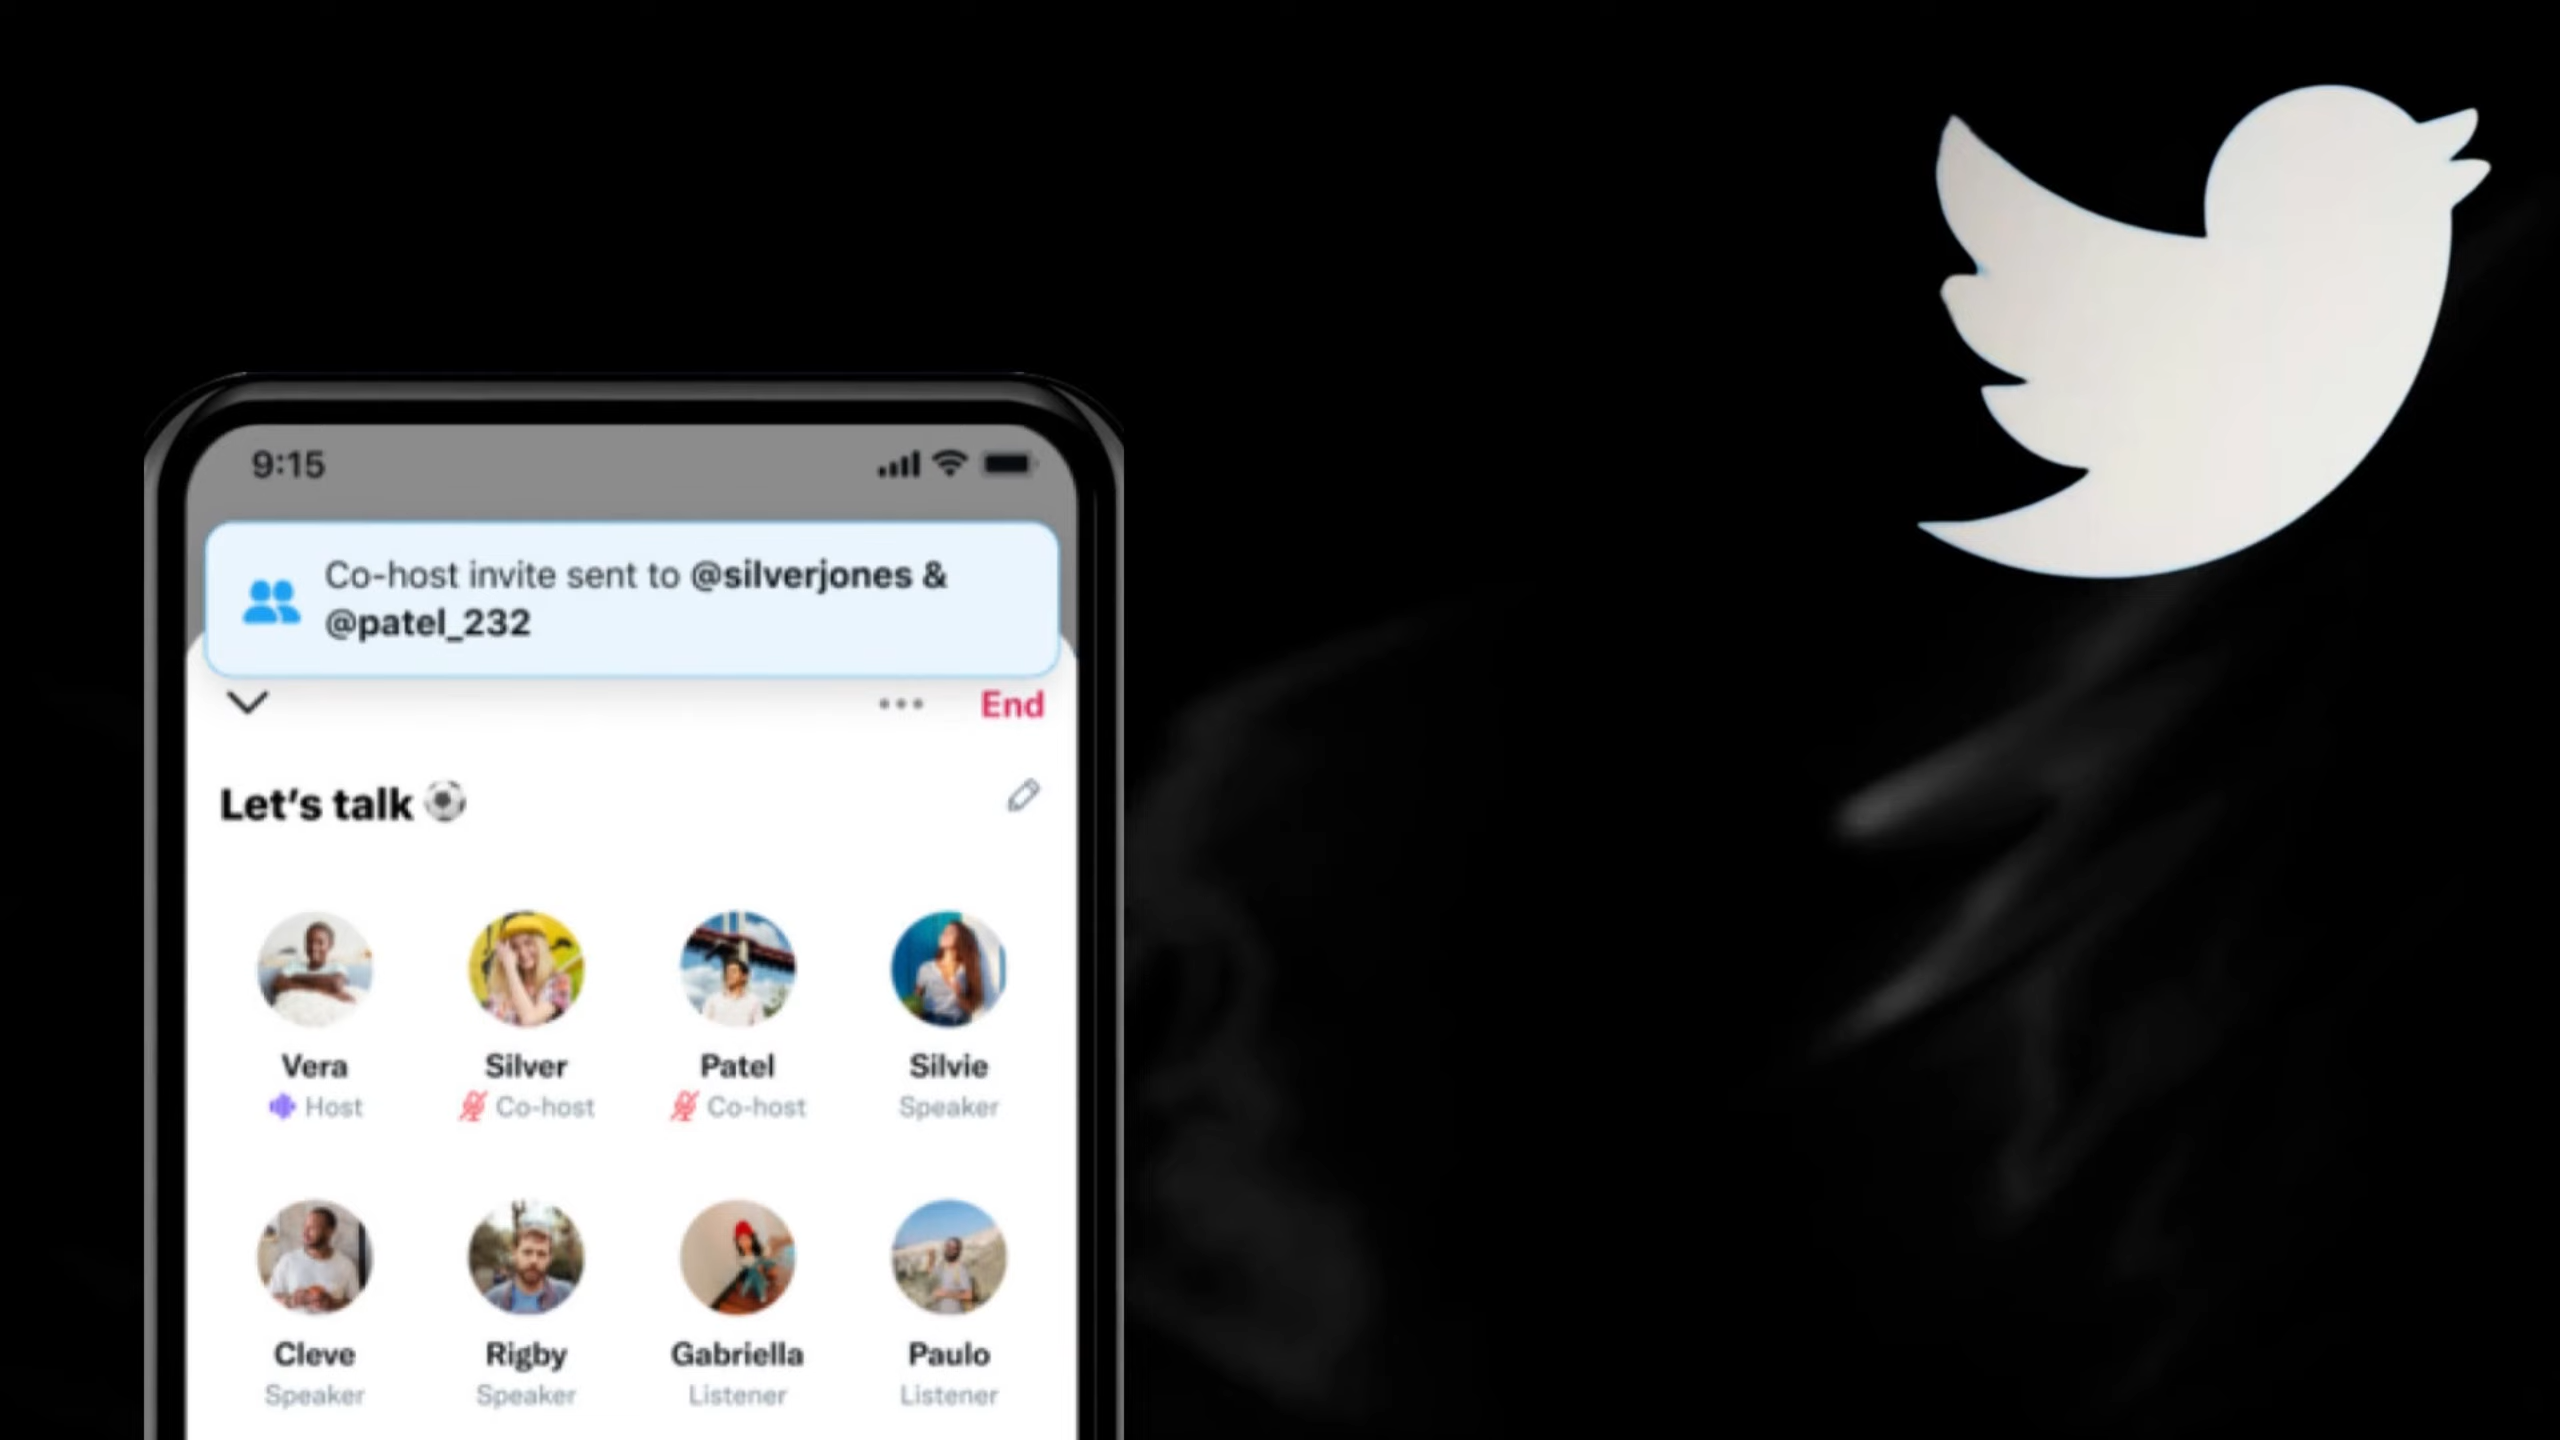 9:15
Co-host invite sent to @silverjones &
@patel_232
End
Let's talk ⚽
Vera Silver Patel Silvie
Host Co-host Co-host Speaker
Cleve Rigby Gabriella Paulo
Speaker Speaker Listener Listener